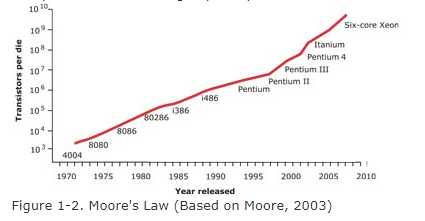 10^10
10^9
10^8
10^7
10^6
10^5
10^4
10^3
Transistors per die
Six-core Xeon
Itanium
Pentium 4
Pentium III
Pentium II
Pentium
i486
i386
80286
8086
8080
4004
1970 1975 1980 1985 1990 1995 2000 2005 2010
Year released
Figure 1-2. Moore's Law (Based on Moore, 2003)